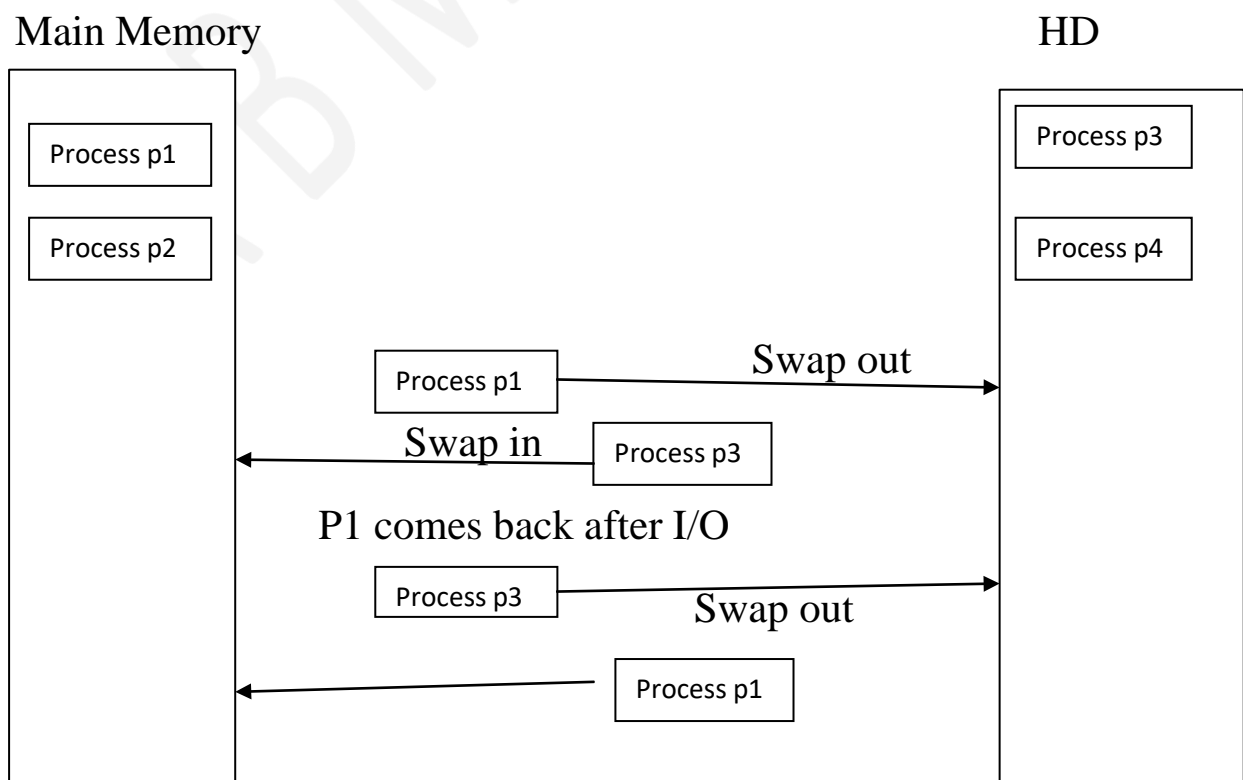 Main Memory
HD
Process p1
Process p3
Process p2
Process p4
Process p1
Swap out
Swap in
Process p3
P1 comes back after I/O
Process p3
Swap out
Process p1